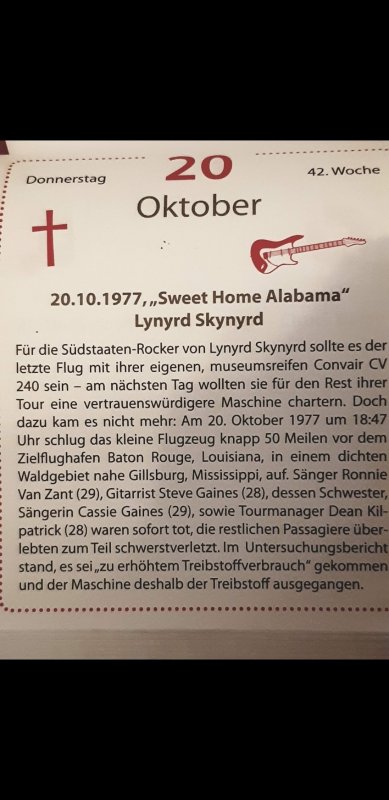 Donnerstag
20
42. Woche
Oktober
20.10.1977, „Sweet Home Alabama“
Lynyrd Skynyrd
Für die Südstaaten-Rocker von Lynyrd Skynyrd sollte es der
letzte Flug mit ihrer eigenen, museumsreifen Convair CV
240 sein – am nächsten Tag wollten sie für den Rest ihrer
Tour eine vertrauenswürdigere Maschine chartern. Doch
dazu kam es nicht mehr: Am 20. Oktober 1977 um 18:47
Uhr schlug das kleine Flugzeug knapp 50 Meilen vor dem
Zielflughafen Baton Rouge, Louisiana, in einem dichten
Waldgebiet nahe Gillsburg, Mississippi, auf. Sänger Ronnie
Van Zant (29), Gitarrist Steve Gaines (28), dessen Schwester,
Sängerin Cassie Gaines (29), sowie Tourmanager Dean Kil-
patrick (28) waren sofort tot, die restlichen Passagiere über-
lebten zum Teil schwerstverletzt. Im Untersuchungsbericht
stand, es sei „zu erhöhtem Treibstoffverbrauch“ gekommen
und der Maschine deshalb der Treibstoff ausgegangen.